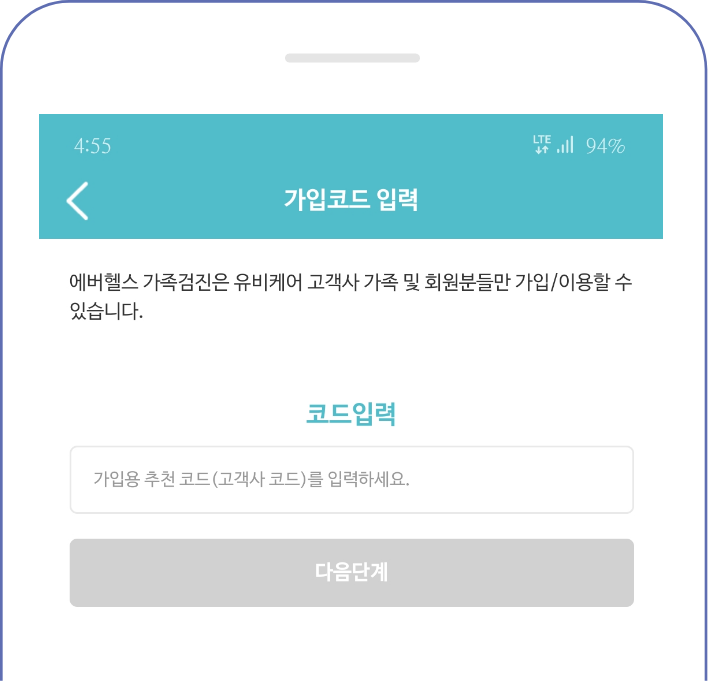 4:55
LTE 94%
가입코드 입력
에버헬스 가족검진은 유비케어 고객사 가족 및 회원분들만 가입/이용할 수
있습니다.
코드입력
가입용 추천 코드(고객사 코드)를 입력하세요.
다음단계